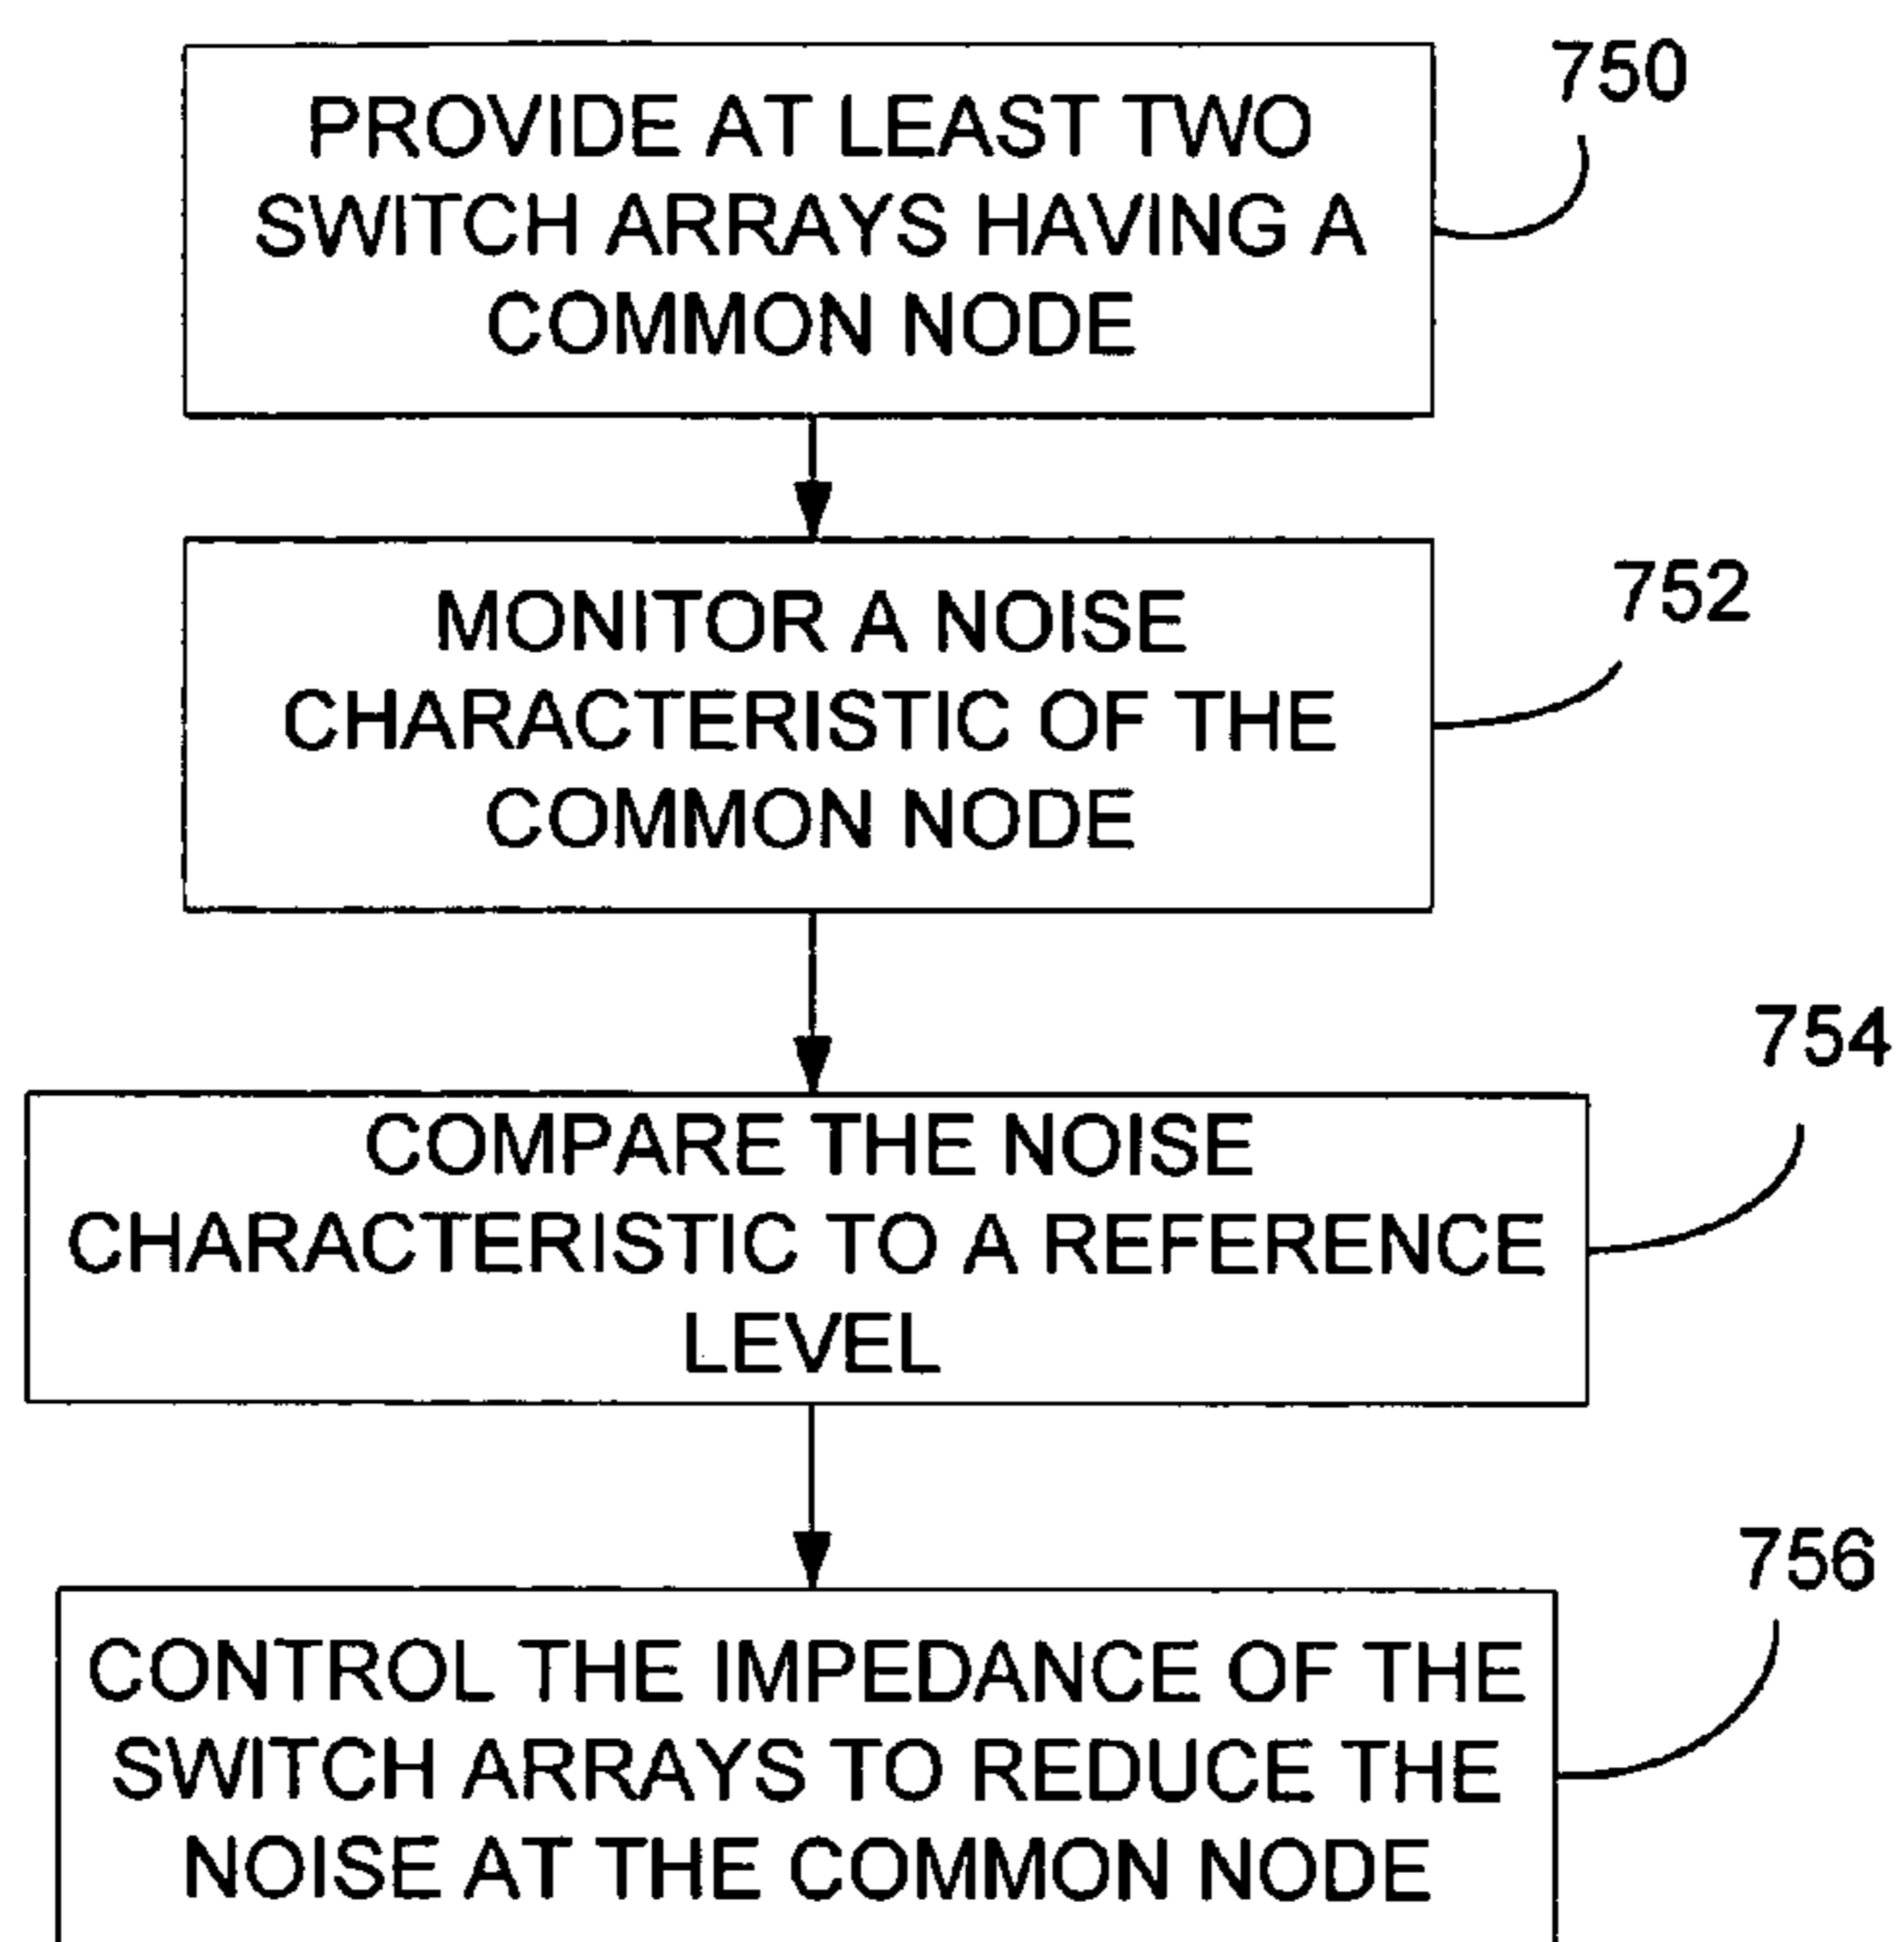 750
PROVIDE AT LEAST TWO
SWITCH ARRAYS HAVING A
COMMON NODE
752
MONITOR A NOISE
CHARACTERISTIC OF THE
COMMON NODE
754
COMPARE THE NOISE
CHARACTERISTIC TO A REFERENCE
LEVEL
756
CONTROL THE IMPEDANCE OF THE
SWITCH ARRAYS TO REDUCE THE
NOISE AT THE COMMON NODE